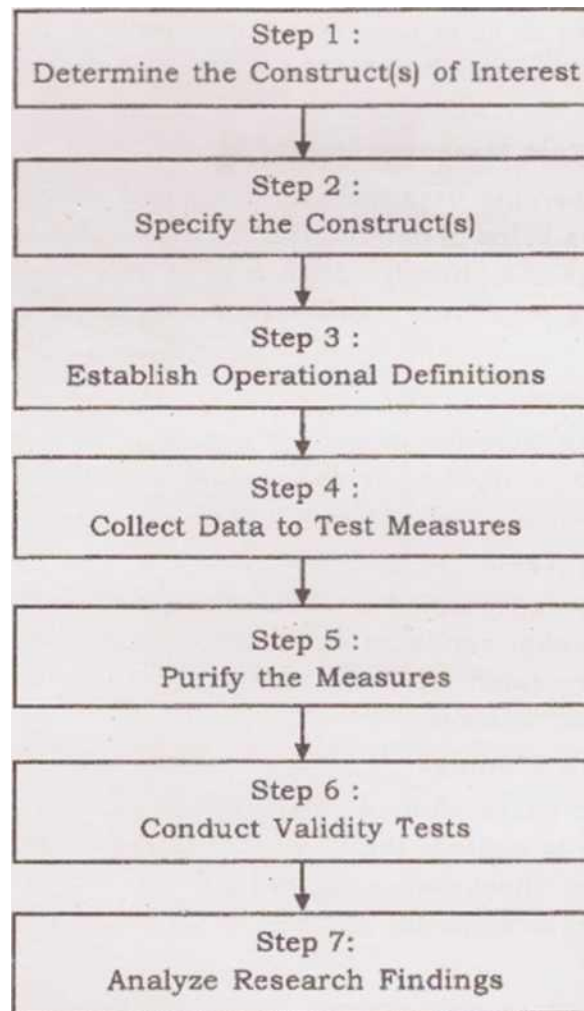 Step 1 :
Determine the Construct(s) of Interest
Step 2 :
Specify the Construct(s)
Step 3 :
Establish Operational Definitions
Step 4 :
Collect Data to Test Measures
Step 5 :
Purify the Measures
Step 6 :
Conduct Validity Tests
Step 7:
Analyze Research Findings